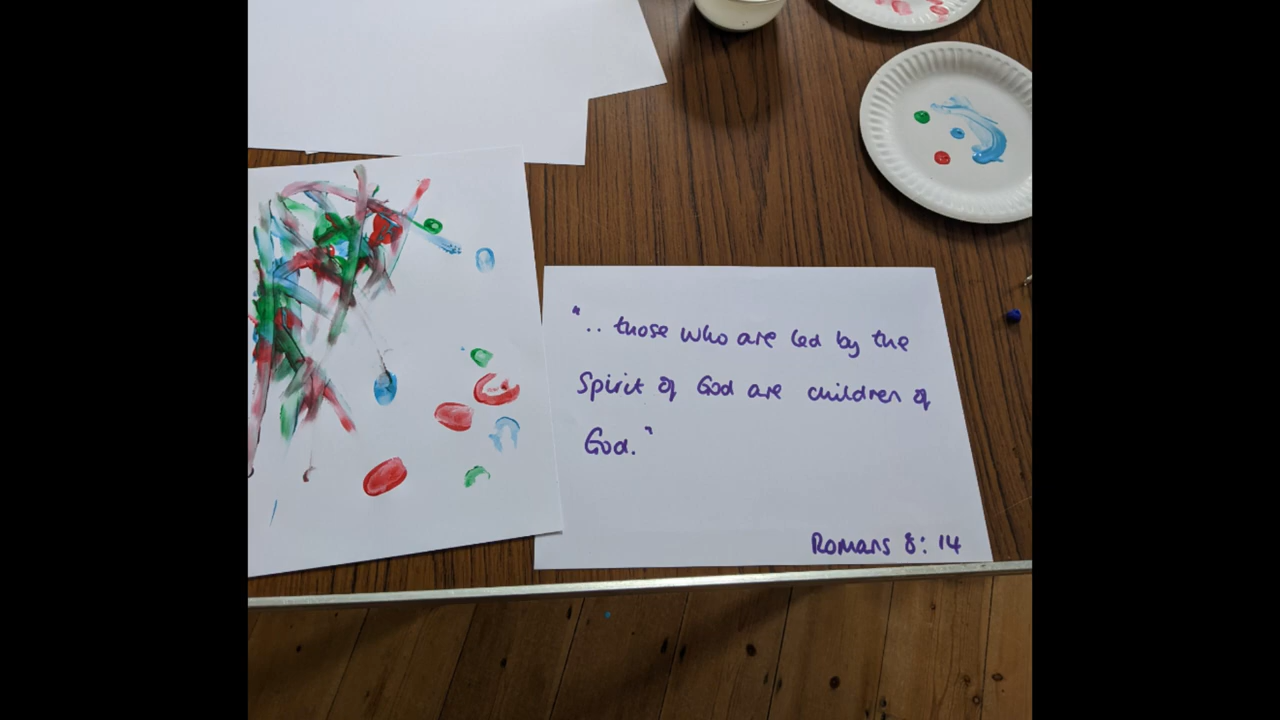 ".. those who are led by the
Spirit of God are children of
God."
Romans 8:14